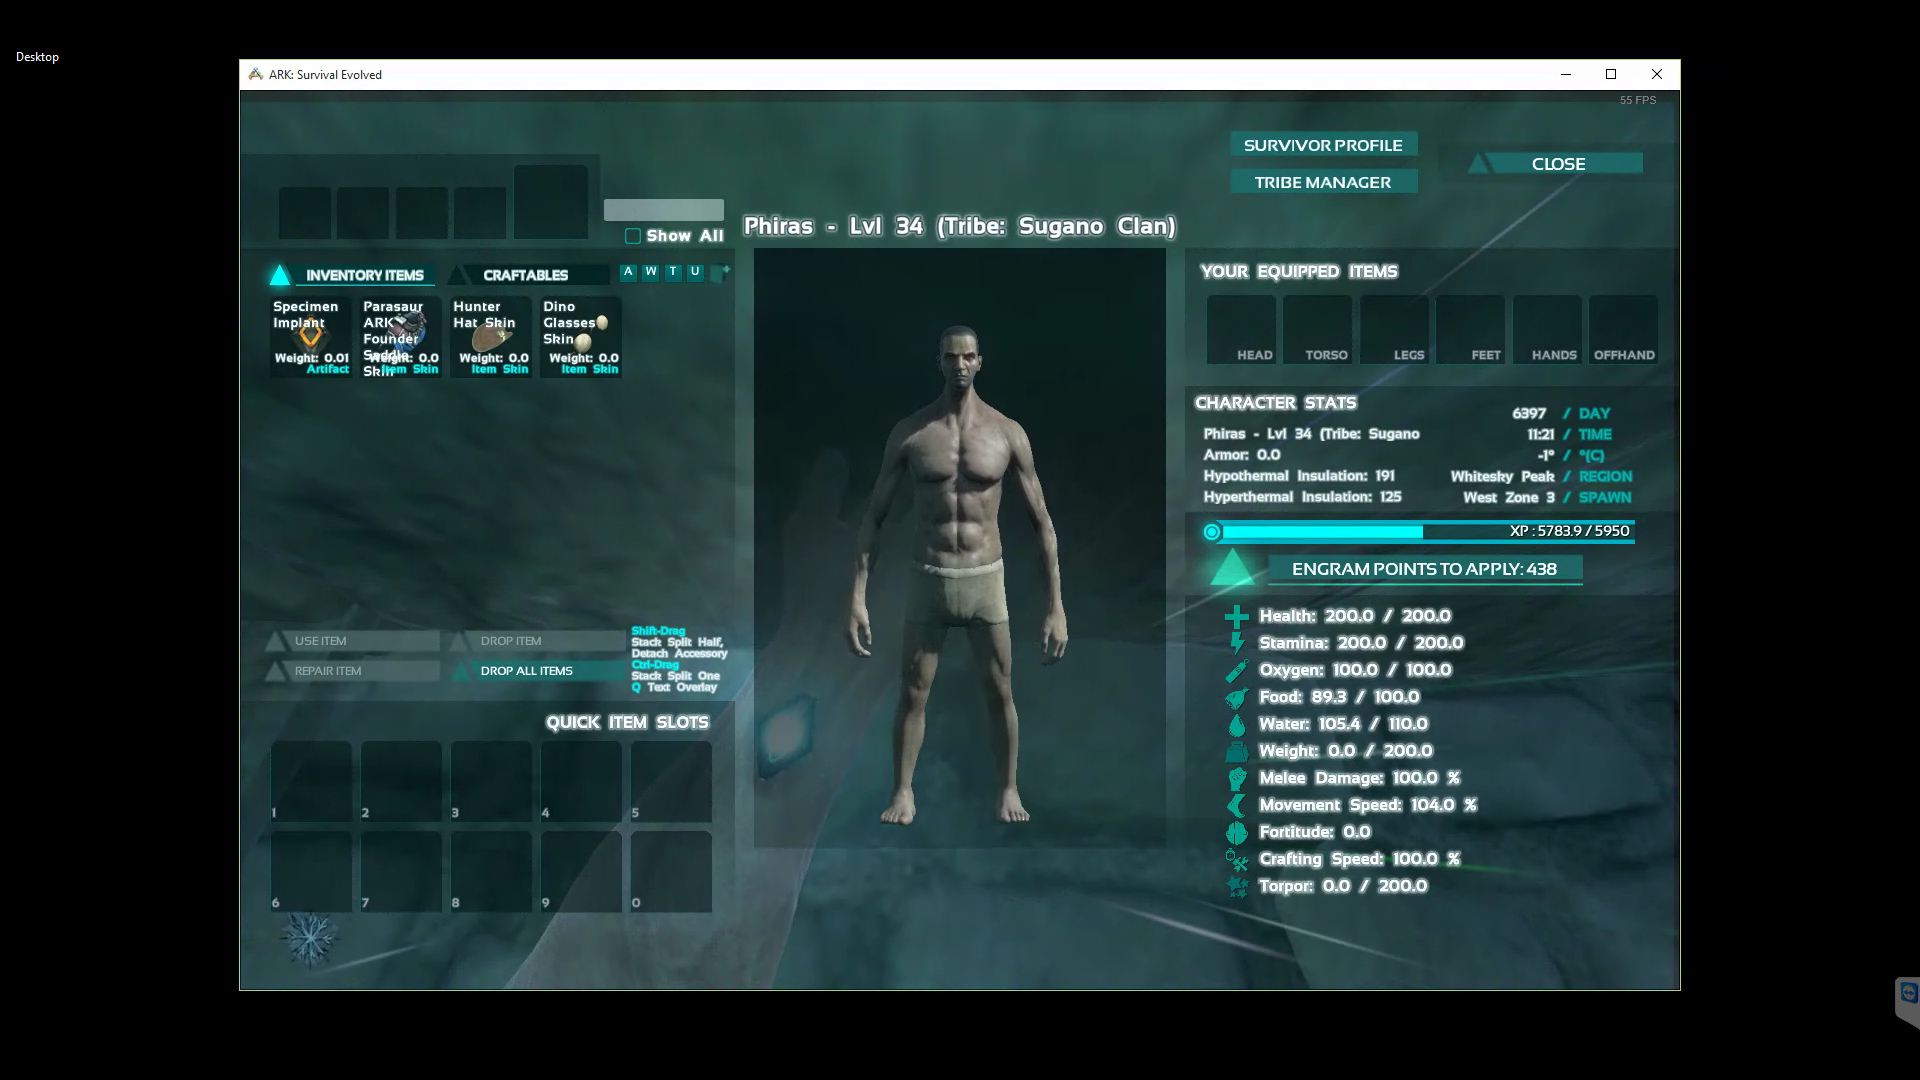 Desktop
ARK: Survival Evolved
55 FPS
SURVIVOR PROFILE
CLOSE
TRIBE MANAGER
Show All
Phiras - Lvl 34 (Tribe: Sugano Clan)
INVENTORY ITEMS
CRAFTABLES
A W T U
Specimen
Implant
Weight: 0.01
Artifact
Parasaur
ARK
Founder
Saddle
Skin
Weight: 0.0
Item Skin
Hunter
Hat Skin
Weight: 0.0
Item Skin
Dino
Glasses
Skin
Weight: 0.0
Item Skin
YOUR EQUIPPED ITEMS
HEAD
TORSO
LEGS
FEET
HANDS
OFFHAND
CHARACTER STATS
Phiras - Lvl 34 (Tribe: Sugano
Armor: 0.0
Hypothermal Insulation: 191
Hyperthermal Insulation: 125
6397 / DAY
11:21 / TIME
-1° / °(C)
Whitesky Peak / REGION
West Zone 3 / SPAWN
XP : 5783.9 / 5950
ENGRAM POINTS TO APPLY: 438
Health: 200.0 / 200.0
Stamina: 200.0 / 200.0
Oxygen: 100.0 / 100.0
Food: 89.3 / 100.0
Water: 105.4 / 110.0
Weight: 0.0 / 200.0
Melee Damage: 100.0 %
Movement Speed: 104.0 %
Fortitude: 0.0
Crafting Speed: 100.0 %
Torpor: 0.0 / 200.0
USE ITEM
DROP ITEM
REPAIR ITEM
DROP ALL ITEMS
Shift-Drag
Stack Split Half,
Detach Accessory
Ctrl-Drag
Stack Split One
Q Text Overlay
QUICK ITEM SLOTS
1
2
3
4
5
6
7
8
9
0